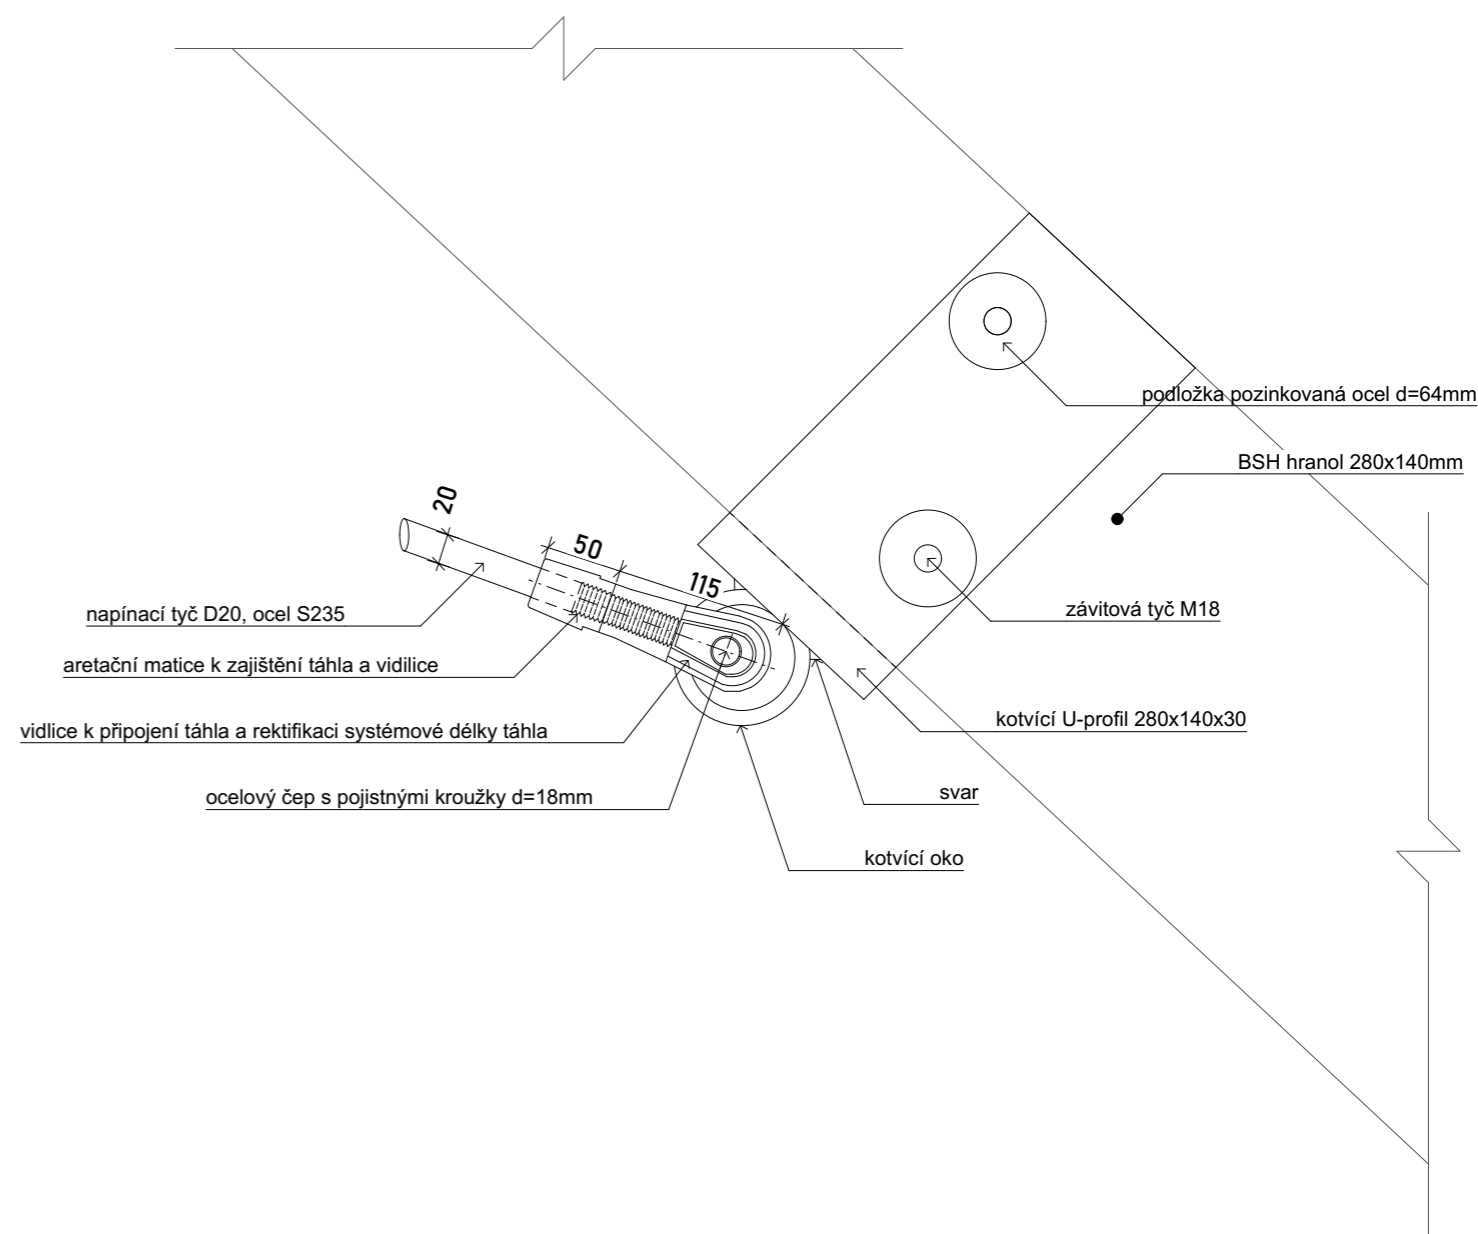 podložka pozinkovaná ocel d=64mm
BSH hranol 280x140mm
20
50
115
napínací tyč D20, ocel S235
závitová tyč M18
aretační matice k zajištění táhla a vidilice
kotvící U-profil 280x140x30
vidlice k připojení táhla a rektifikaci systémové délky táhla
ocelový čep s pojistnými kroužky d=18mm
svar
kotvící oko